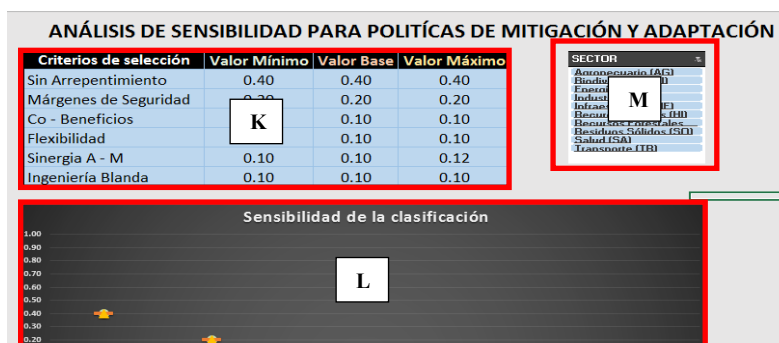 ANÁLISIS DE SENSIBILIDAD PARA POLITÍCAS DE MITIGACIÓN Y ADAPTACIÓN
Criterios de selección Valor Mínimo Valor Base Valor Máximo
Sin Arrepentimiento 0.40 0.40 0.40
Márgenes de Seguridad 0.20 0.20
Co - Beneficios 0.10 0.10
Flexibilidad 0.10 0.10
Sinergia A - M 0.10 0.10 0.12
Ingeniería Blanda 0.10 0.10 0.10
K
SECTOR
Agropecuario (AG)
Recursos Forestales
Residuos Sólidos (SO)
Salud (SA)
Transporte (TR)
M
Sensibilidad de la clasificación
1.00
0.90
0.80
0.70
0.60
0.50
0.40
0.30
0.20
L